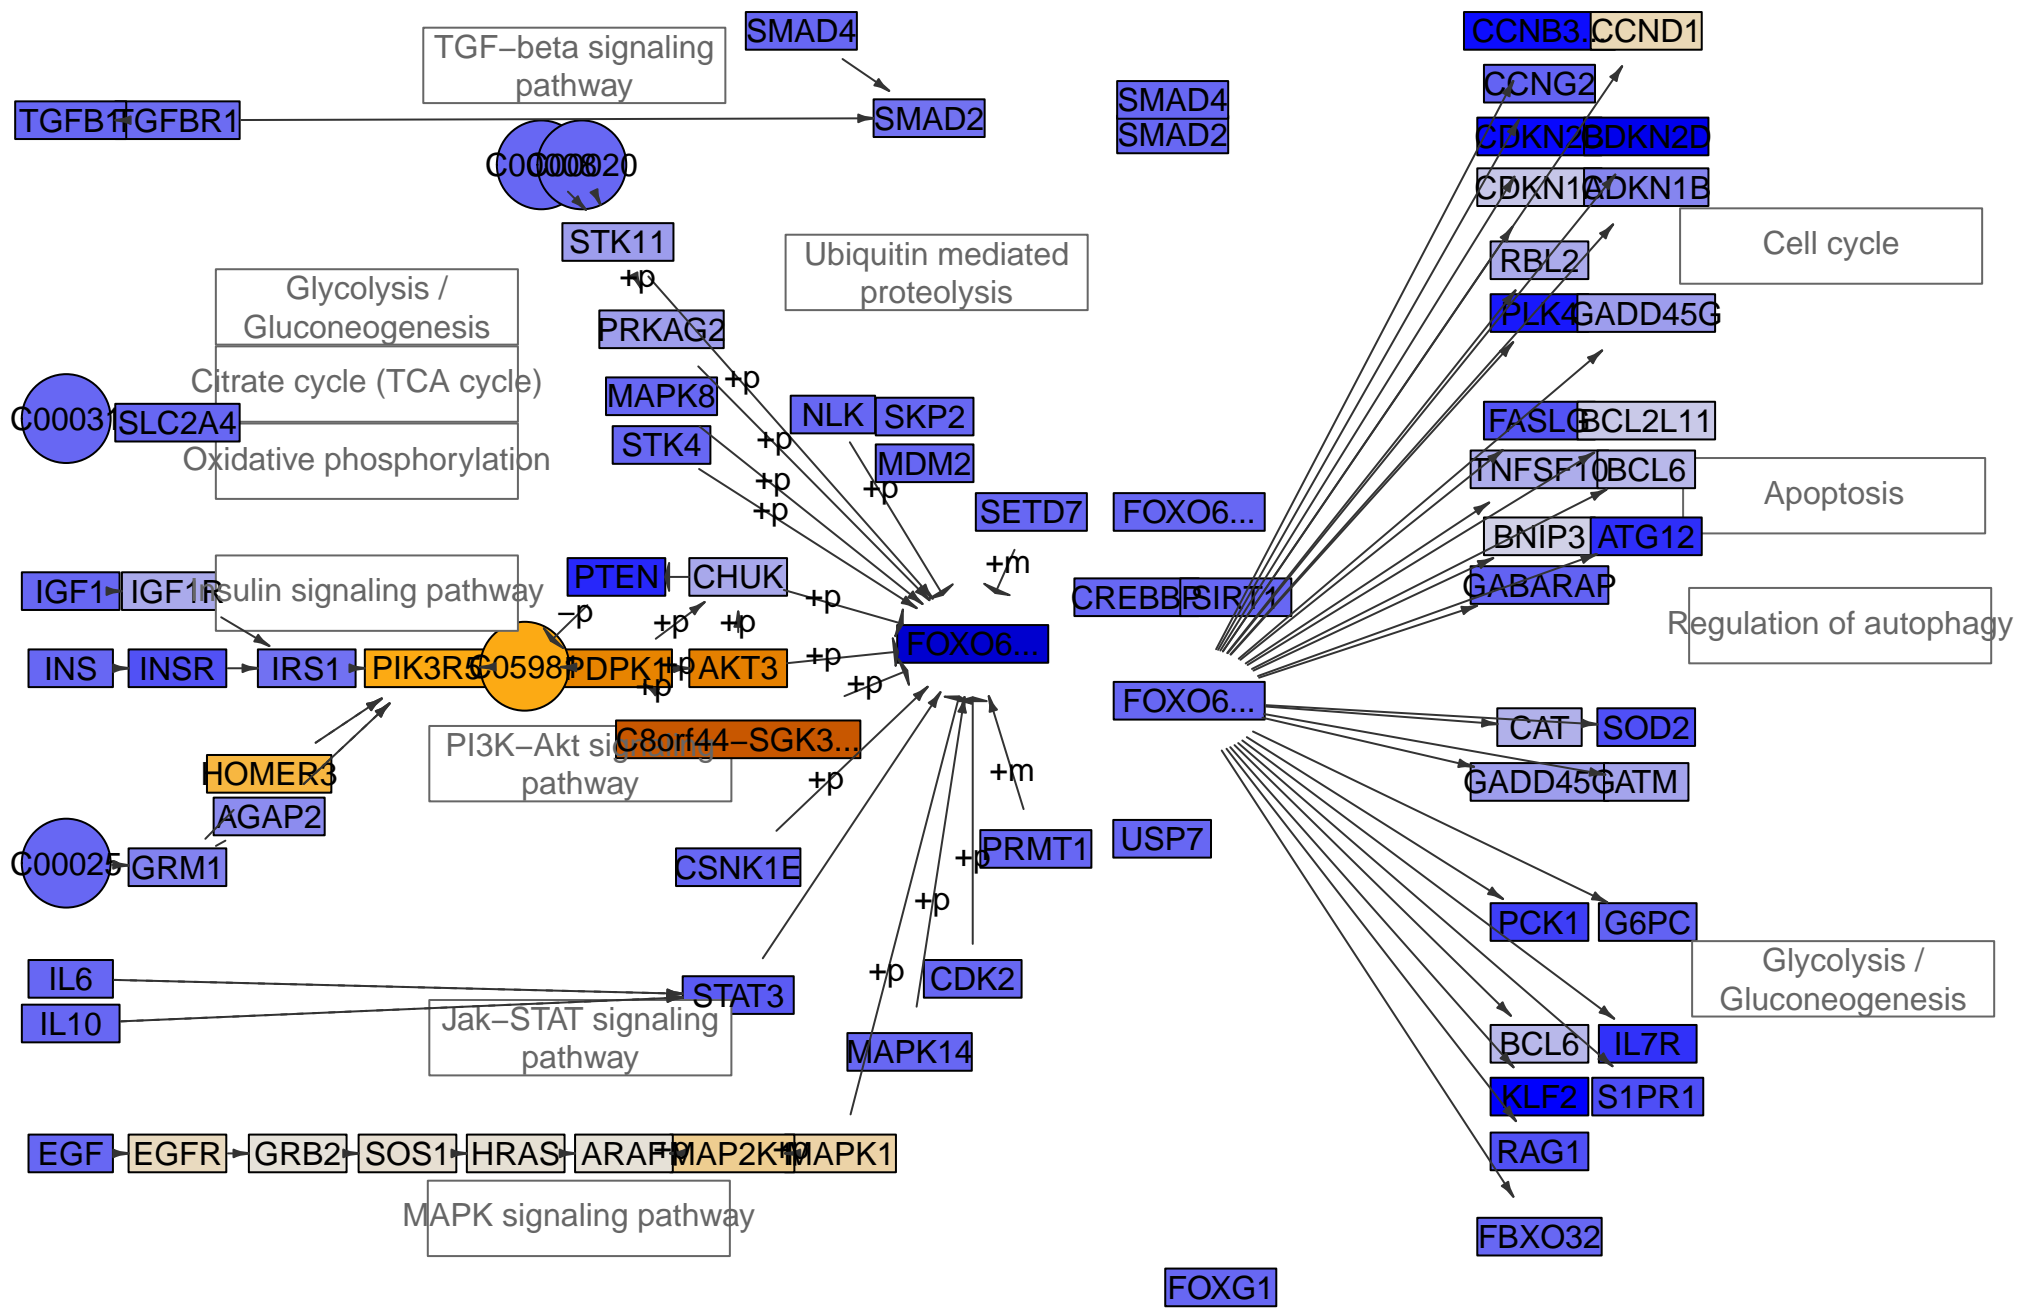 SMAD4
CCNB3...
CCND1
TGF−beta signaling
pathway
CCNG2
SMAD4
TGFB1
TGFBR1
SMAD2
SMAD2
CDKN2B
CDKN2D
C00020
CDKN1A
CDKN1B
STK11
Ubiquitin mediated
proteolysis
Cell cycle
RBL2
+p
Glycolysis /
Gluconeogenesis
PRKAG2
PLK4
GADD45G
Citrate cycle (TCA cycle)
+p
MAPK8
NLK
SKP2
C00031
SLC2A4
FASLG
BCL2L11
STK4
+p
Oxidative phosphorylation
MDM2
TNFSF10
BCL6
+p
+p
Apoptosis
+p
SETD7
FOXO6...
BNIP3
ATG12
+m
IGF1
IGF1R
Insulin signaling pathway
PTEN
CHUK
GABARAP
+p
CREBBP
SIRT1
−p
+p
+p
Regulation of autophagy
FOXO6...
INS
INSR
IRS1
PIK3R5
C05981
PDPK1
+p
AKT3
+p
+p
+p
FOXO6...
CAT
SOD2
PI3K−Akt signaling
pathway
C8orf44−SGK3...
HOMER3
+p
+m
GADD45G
GATM
AGAP2
C00025
GRM1
CSNK1E
+p
PRMT1
USP7
+p
PCK1
G6PC
IL6
STAT3
+p
CDK2
Glycolysis /
Gluconeogenesis
IL10
Jak−STAT signaling
pathway
MAPK14
BCL6
IL7R
KLF2
S1PR1
EGF
EGFR
GRB2
SOS1
HRAS
ARAF
+p
MAP2K1
+p
MAPK1
RAG1
MAPK signaling pathway
FBXO32
FOXG1